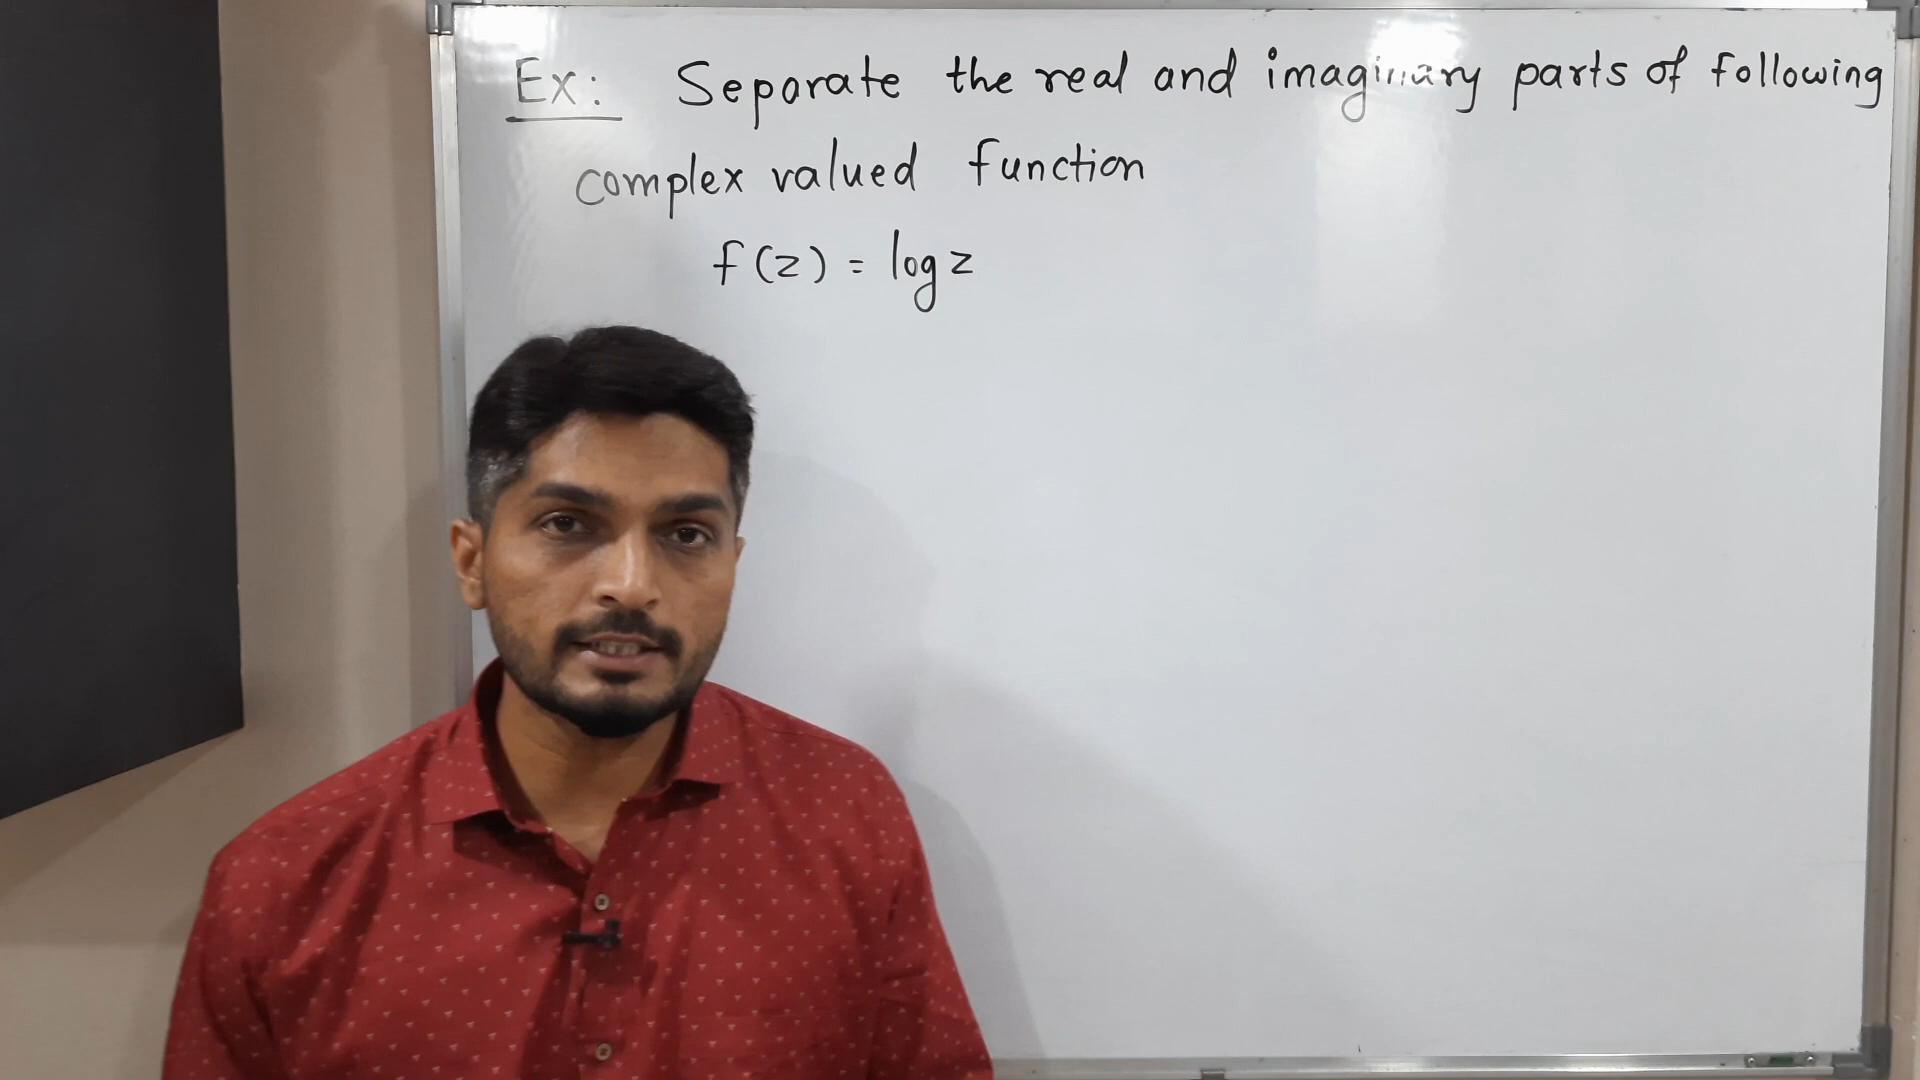 Ex: Separate the real and imaginary parts of following
complex valued function
f(z) = log z